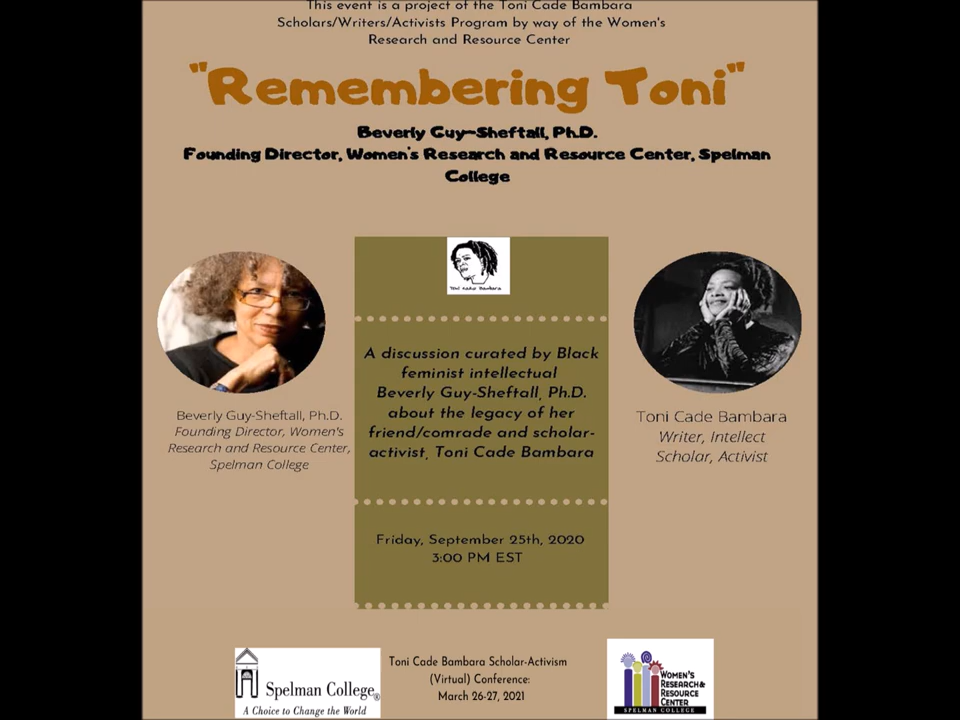 This event is a project of the Toni Cade Bambara
Scholars/Writers/Activists Program by way of the Women's
Research and Resource Center
"Remembering Toni"
Beverly Guy-Sheftall, Ph.D.
Founding Director, Women's Research and Resource Center, Spelman
College
Toni Cade Bambara
A discussion curated by Black
feminist intellectual
Beverly Guy-Sheftall, Ph.D.
about the legacy of her
friend/comrade and scholar-
activist, Toni Cade Bambara
Beverly Guy-Sheftall, Ph.D.
Founding Director, Women's
Research and Resource Center,
Spelman College
Toni Cade Bambara
Writer, Intellect
Scholar, Activist
Friday, September 25th, 2020
3:00 PM EST
Spelman College®
A Choice to Change the World
Toni Cade Bambara Scholar-Activism
(Virtual) Conference:
March 26-27, 2021
WOMEN'S
RESEARCH&
RESOURCE
CENTER
SPELMAN COLLEGE